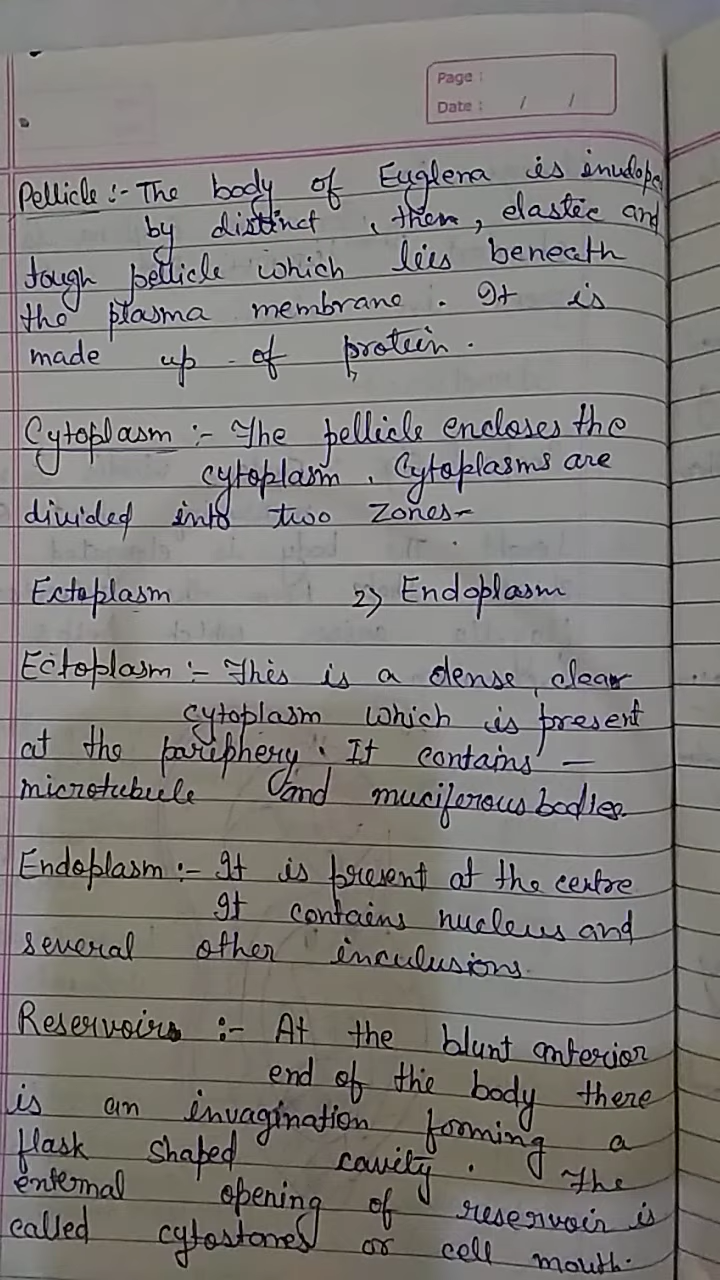 Page :
Date : / /
Pellicle :- The body of Euglena is inudope
by distinct , then, elastic and
tough pellicle which lies beneath
the plasma membrane. It is
made up of protein.
Cytoplasm :- The pellicle encloses the
cytoplasm. Cytoplasms are
divided into two zones-
Ectoplasm 2) Endoplasm
Ectoplasm :- This is a dense, clear
cytoplasm which is present
at the pariphery. It contains —
microtubule and muciferous bodies.
Endoplasm :- It is present at the centre
It contains nucleus and
several other inculusions.
Reservoirs :- At the blunt anterior
end of the body there
is an invagination forming a
flask shaped cavity. The
enternal opening of reservoir is
called cytostomes or cell mouth.